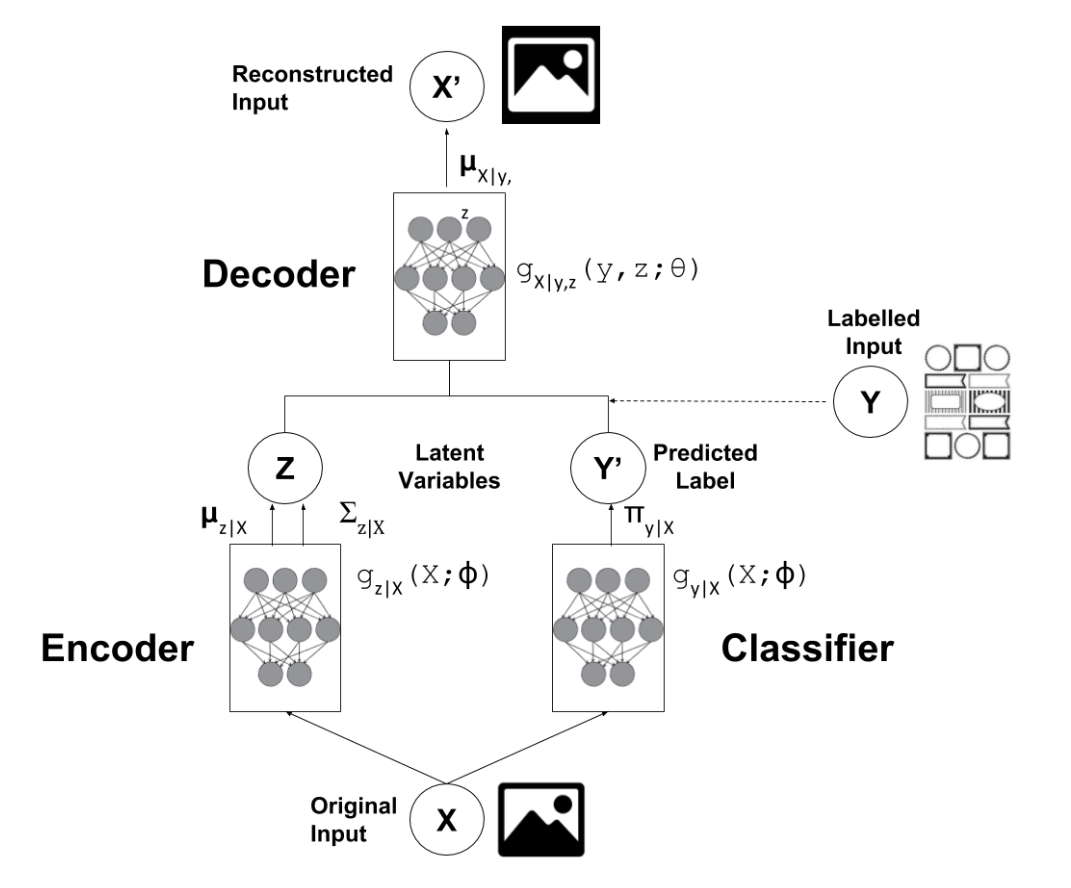 Reconstructed
Input
X’
μX|y,
z
Decoder
gX|y,z(y,z;θ)
Labelled
Input
Y
Z
Latent
Variables
Y’
Predicted
Label
μz|X
Σz|X
πy|X
gz|X(X;ϕ)
gy|X(X;ϕ)
Encoder
Classifier
Original
Input
X